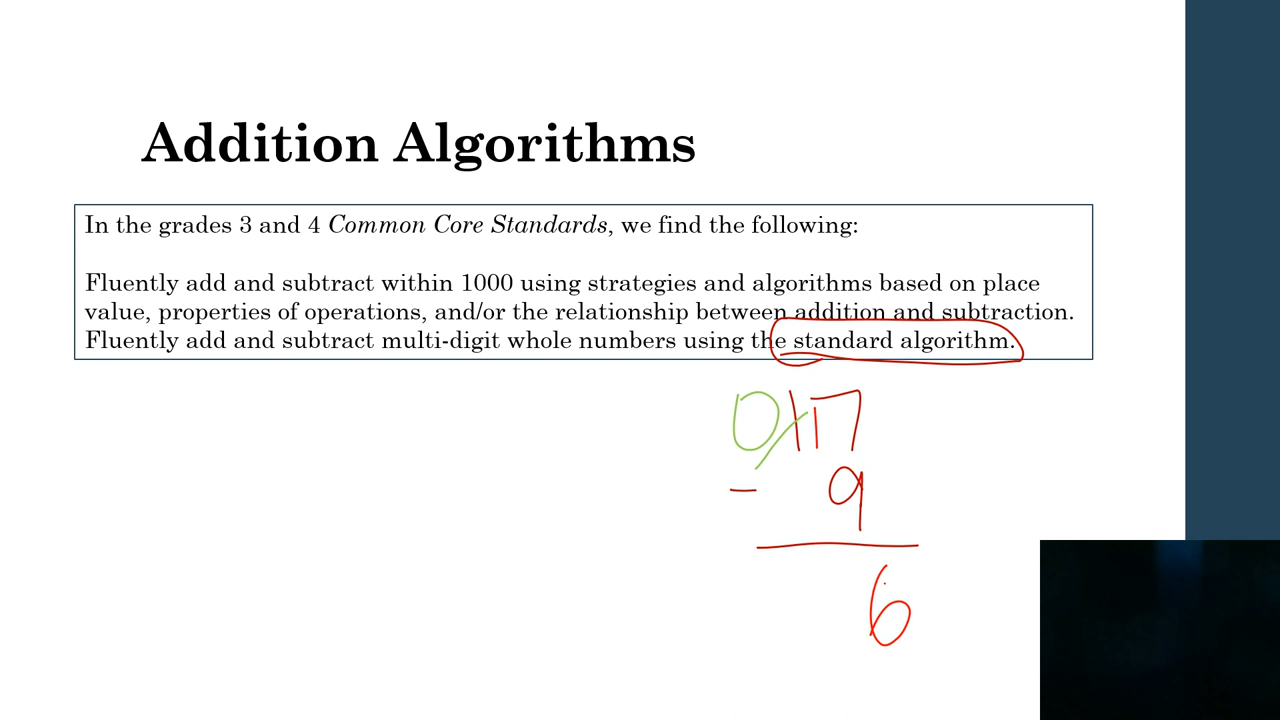 Addition Algorithms
In the grades 3 and 4 Common Core Standards, we find the following:
Fluently add and subtract within 1000 using strategies and algorithms based on place
value, properties of operations, and/or the relationship between addition and subtraction.
Fluently add and subtract multi-digit whole numbers using the standard algorithm.
0 117
- 9
6